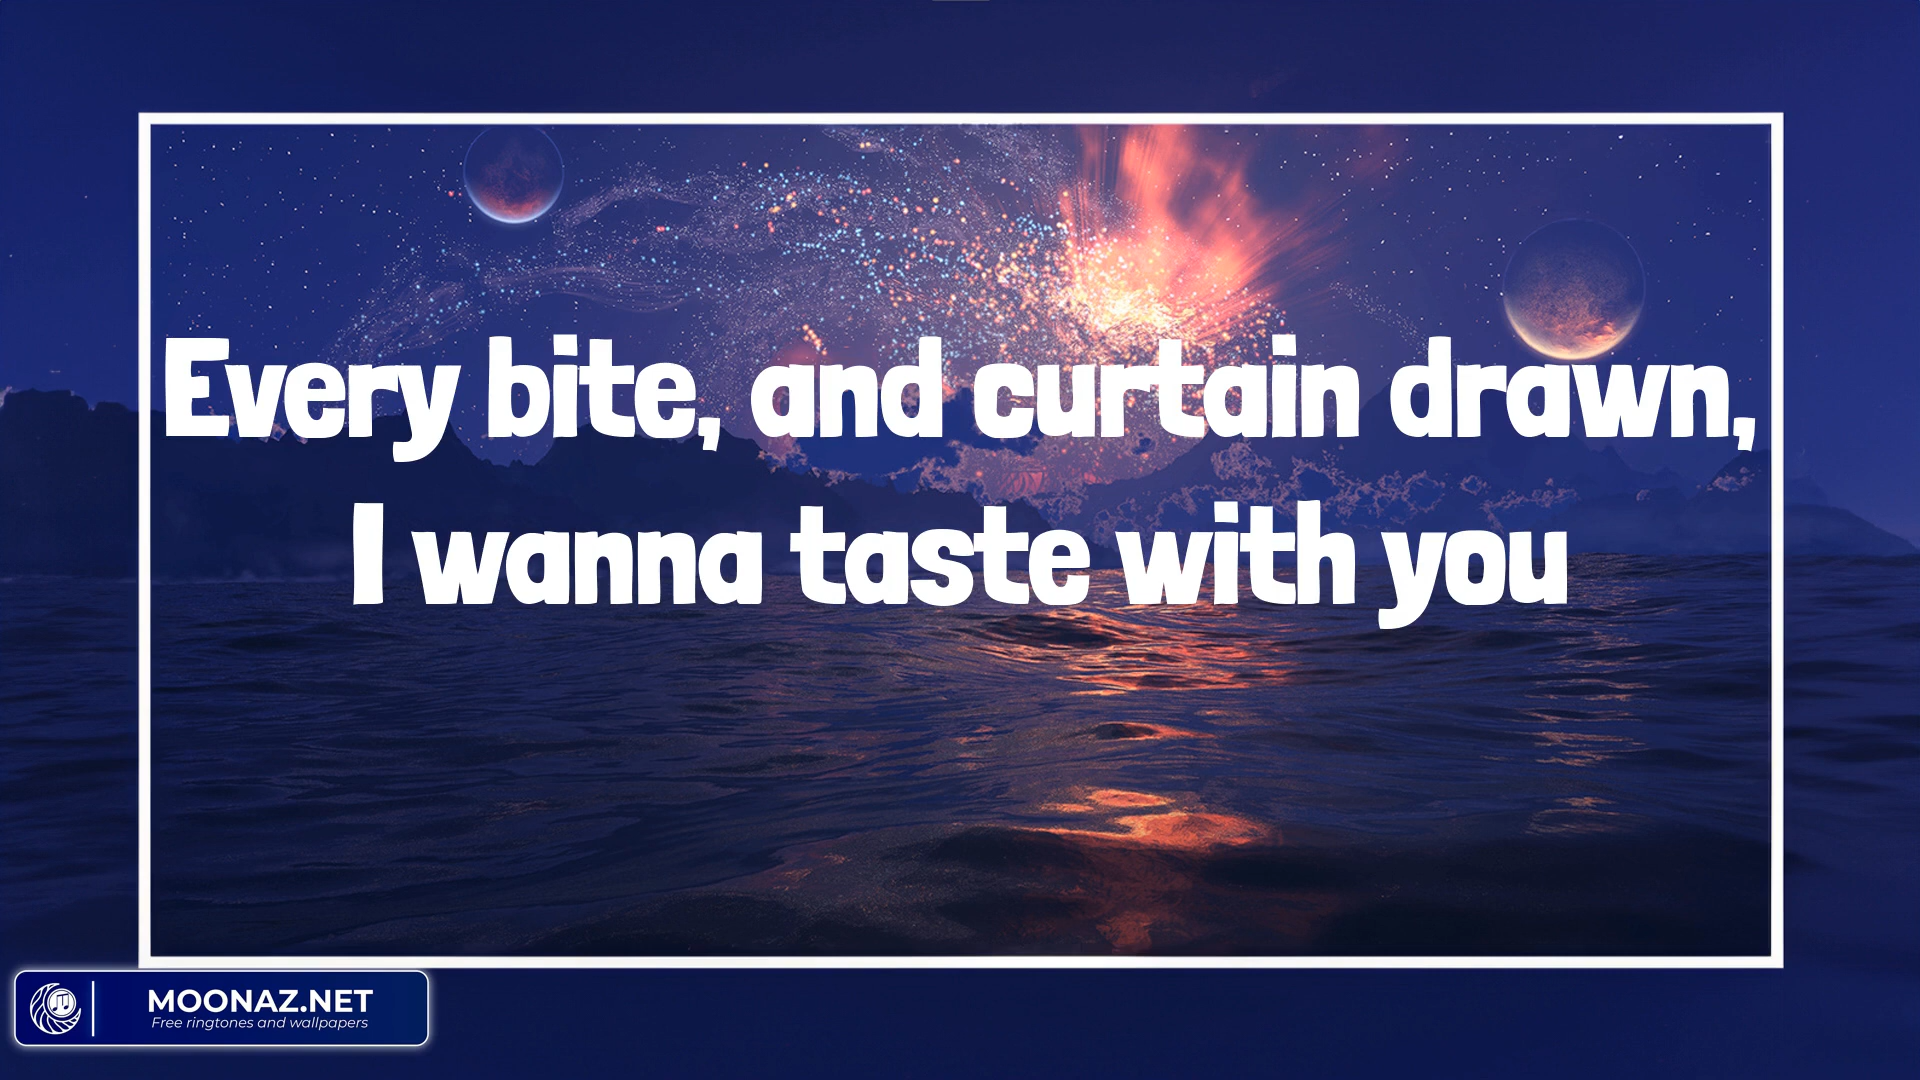 Every bite, and curtain drawn,
I wanna taste with you
MOONAZ.NET
Free ringtones and wallpapers